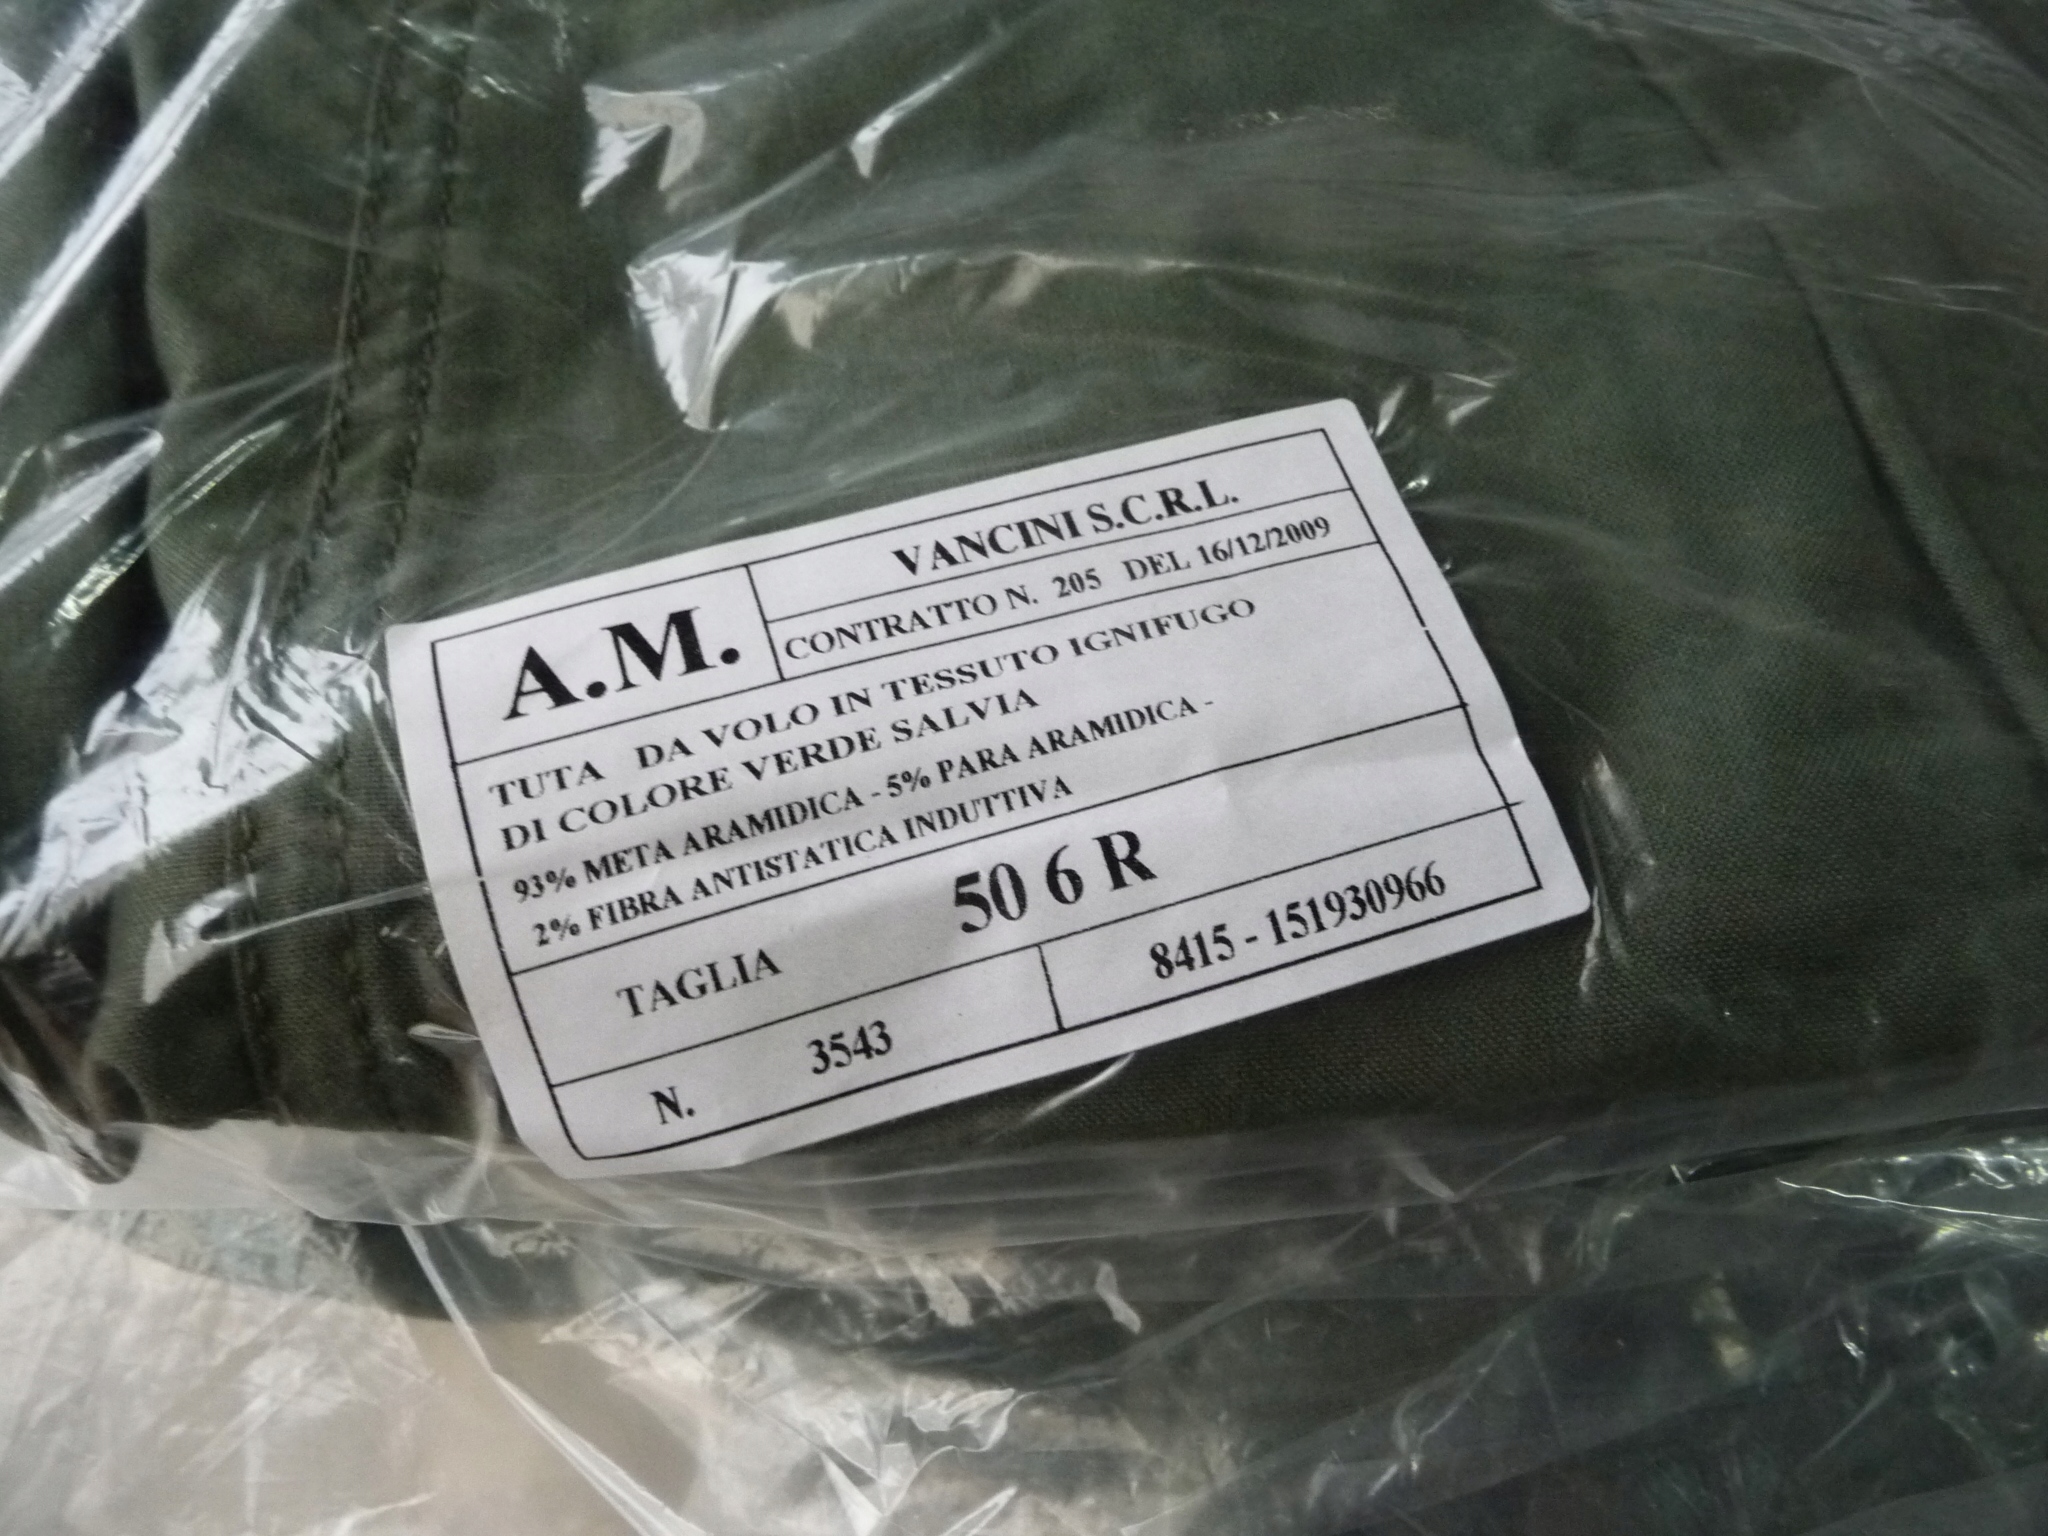 A.M.
VANCINI S.C.R.L.
CONTRATTO N. 205 DEL 16/12/2009
TUTA DA VOLO IN TESSUTO IGNIFUGO
DI COLORE VERDE SALVIA
93% META ARAMIDICA - 5% PARA ARAMIDICA -
2% FIBRA ANTISTATICA INDUTTIVA
TAGLIA 50 6 R
N. 3543
8415 - 151930966